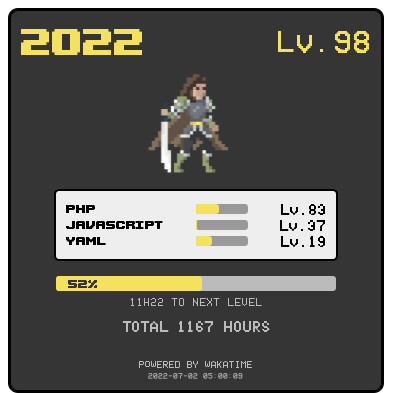 2022 Lv.98
PHP Lv.83
JAVASCRIPT Lv.37
YAML Lv.19
52%
11H22 TO NEXT LEVEL
TOTAL 1167 HOURS
POWERED BY WAKATIME
2022-07-02 05:00:09